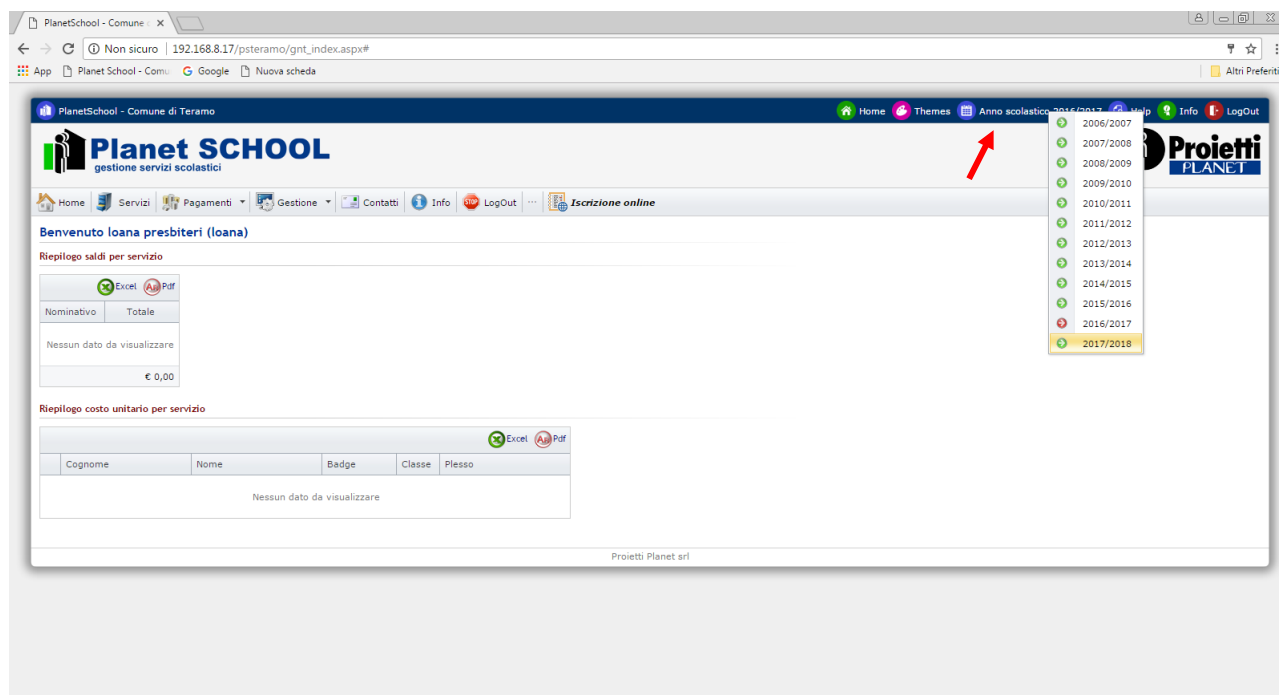 PlanetSchool - Comune
Non sicuro | 192.168.8.17/psteramo/gnt_index.aspx#
App Planet School - Comu Google Nuova scheda Altri Preferiti
PlanetSchool - Comune di Teramo Home Themes Anno scolastico 2016/2017 Help Info LogOut
Planet SCHOOL
gestione servizi scolastici
Proietti
PLANET
2006/2007
2007/2008
2008/2009
2009/2010
2010/2011
2011/2012
2012/2013
2013/2014
2014/2015
2015/2016
2016/2017
2017/2018
Home Servizi Pagamenti Gestione Contatti Info LogOut ... Iscrizione online
Benvenuto loana presbiteri (loana)
Riepilogo saldi per servizio
Excel Pdf
Nominativo Totale
Nessun dato da visualizzare
€ 0,00
Riepilogo costo unitario per servizio
Excel Pdf
Cognome Nome Badge Classe Plesso
Nessun dato da visualizzare
Proietti Planet srl